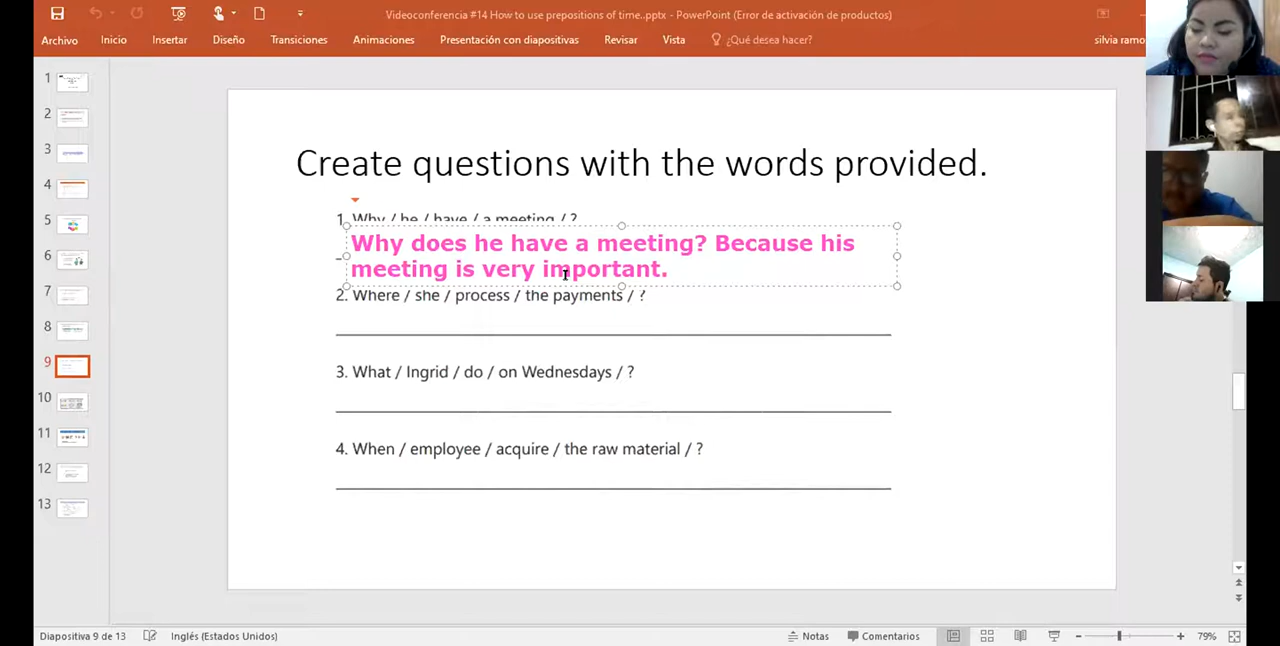 Videoconferencia #14 How to use prepositions of time..pptx - PowerPoint (Error de activación de productos)
Archivo Inicio Insertar Diseño Transiciones Animaciones Presentación con diapositivas Revisar Vista ¿Qué desea hacer? silvia ramo
1
2
3
4
5
6
7
8
9
10
11
12
13
Create questions with the words provided.
1. Why / he / have / a meeting / ?
Why does he have a meeting? Because his
meeting is very important.
2. Where / she / process / the payments / ?
3. What / Ingrid / do / on Wednesdays / ?
4. When / employee / acquire / the raw material / ?
Diapositiva 9 de 13 Inglés (Estados Unidos) Notas Comentarios 79%